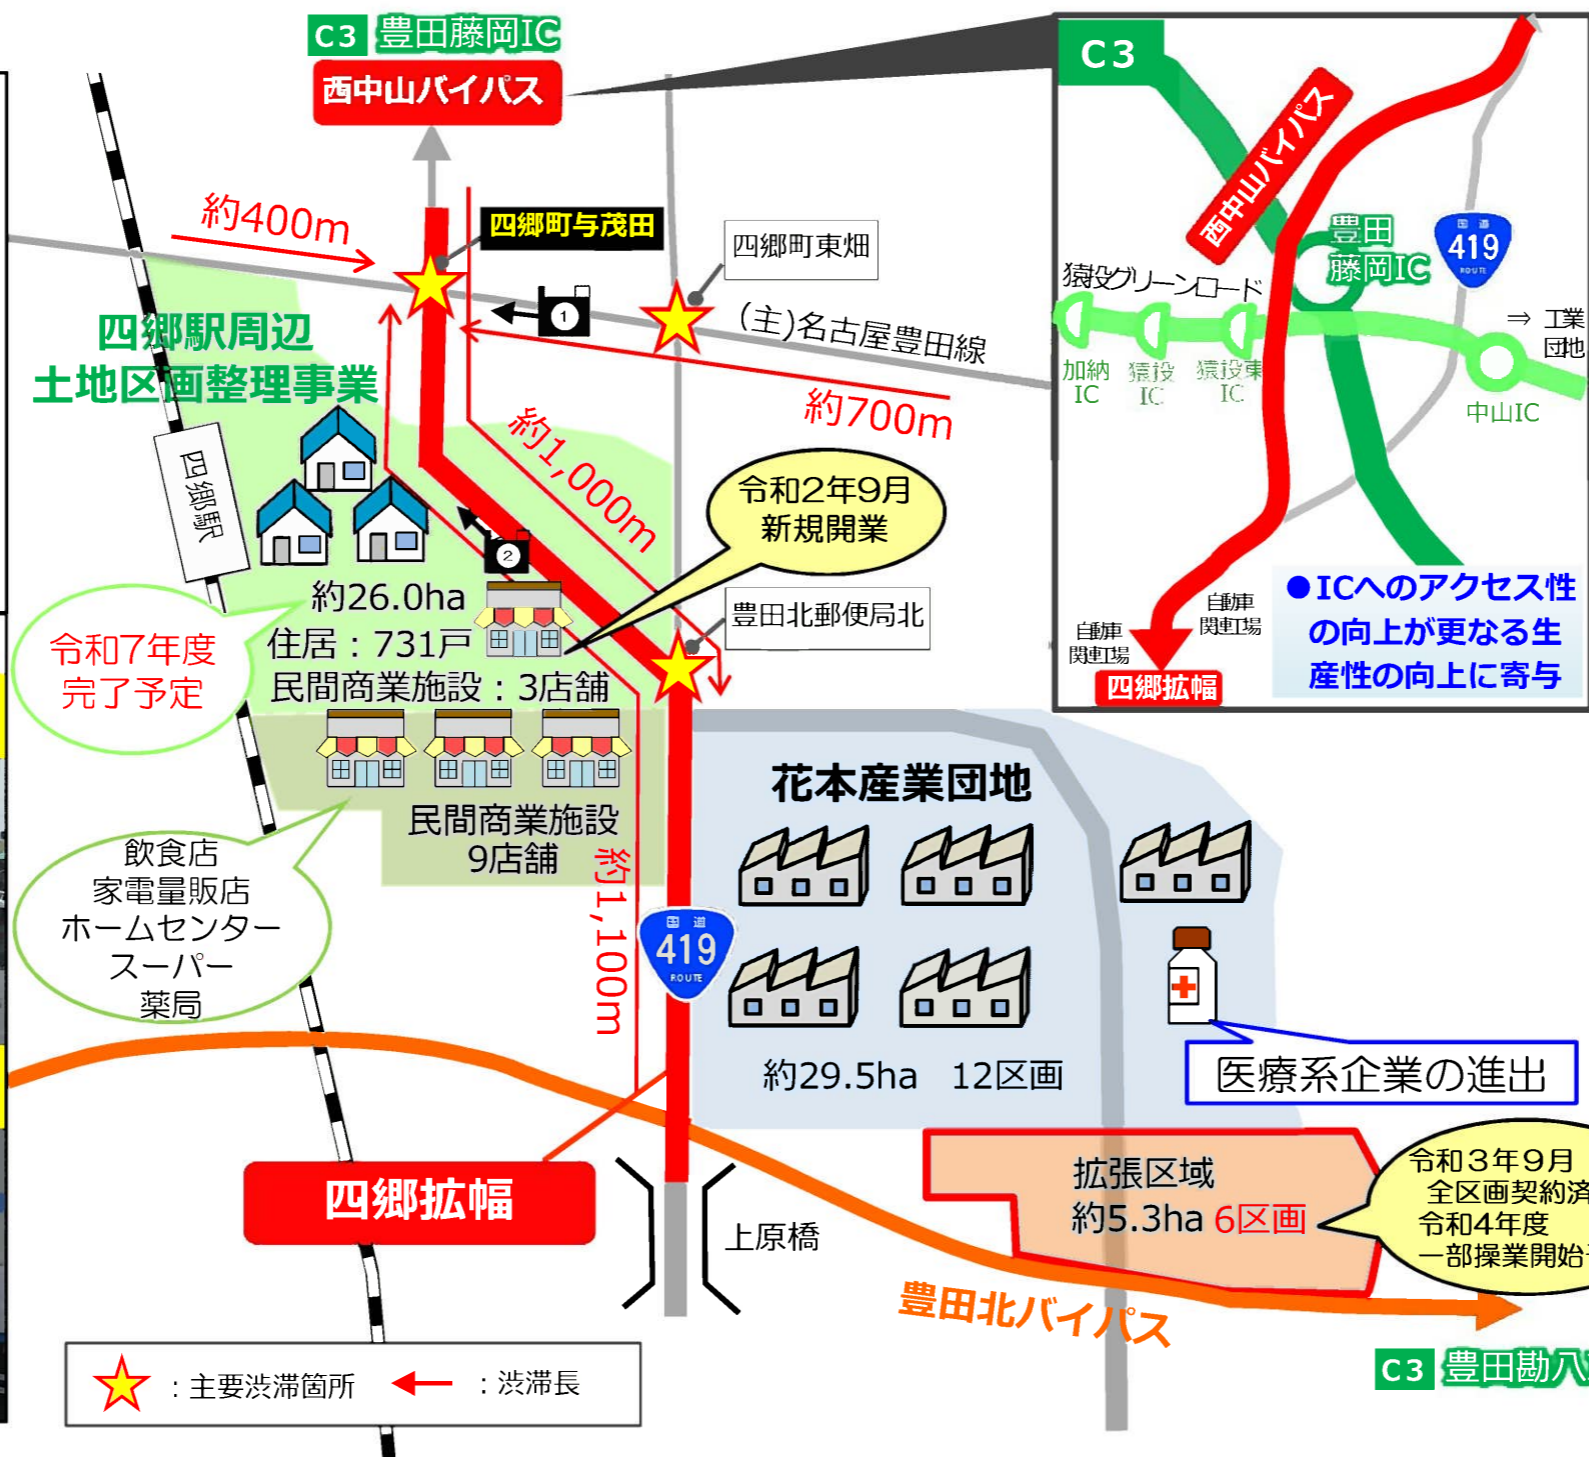 C3 豊田藤岡IC
西中山バイパス
約400m
四郷町与茂田
四郷町東畑
①
(主)名古屋豊田線
四郷駅周辺
土地区画整理事業
約700m
四郷駅
約1,000m
令和2年9月
新規開業
②
約26.0ha
住居：731戸
民間商業施設：3店舗
豊田北郵便局北
令和7年度
完了予定
民間商業施設
9店舗
飲食店
家電量販店
ホームセンター
スーパー
薬局
約1,100m
国道
419
ROUTE
花本産業団地
約29.5ha 12区画
医療系企業の進出
四郷拡幅
上原橋
拡張区域
約5.3ha 6区画
令和3年9月
全区画契約済
令和4年度
一部操業開始
豊田北バイパス
C3 豊田勘八
：主要渋滞箇所
：渋滞長
C3
西中山バイパス
豊田
藤岡IC
国道
419
ROUTE
猿投グリーンロード
⇒ 工業
団地
加納
IC
猿投
IC
猿投東
IC
中山IC
自動車
関連工場
自動車
関連工場
四郷拡幅
●ICへのアクセス性
の向上が更なる生
産性の向上に寄与